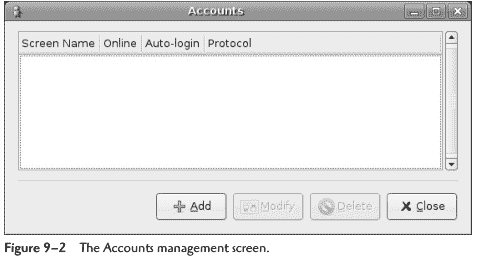 Accounts
Screen Name Online Auto-login Protocol
Add Modify Delete Close
Figure 9–2 The Accounts management screen.